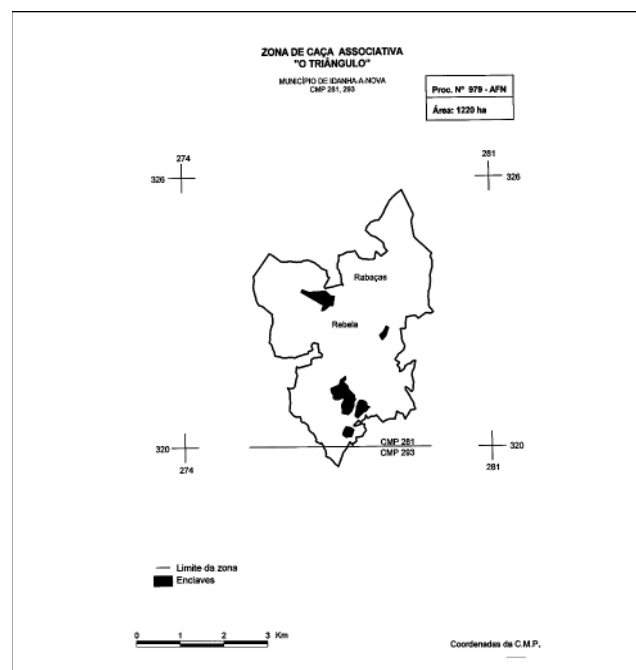 ZONA DE CAÇA ASSOCIATIVA
"O TRIÂNGULO"
MUNICÍPIO DE IDANHA-A-NOVA
CMP 281, 293
Proc. Nº 979 - AFN
Área: 1220 ha
274
326
281
326
Rabaças
Rebela
CMP 281
CMP 293
320
274
320
281
Limite da zona
Enclaves
0 1 2 3 Km
Coordenadas da C.M.P.